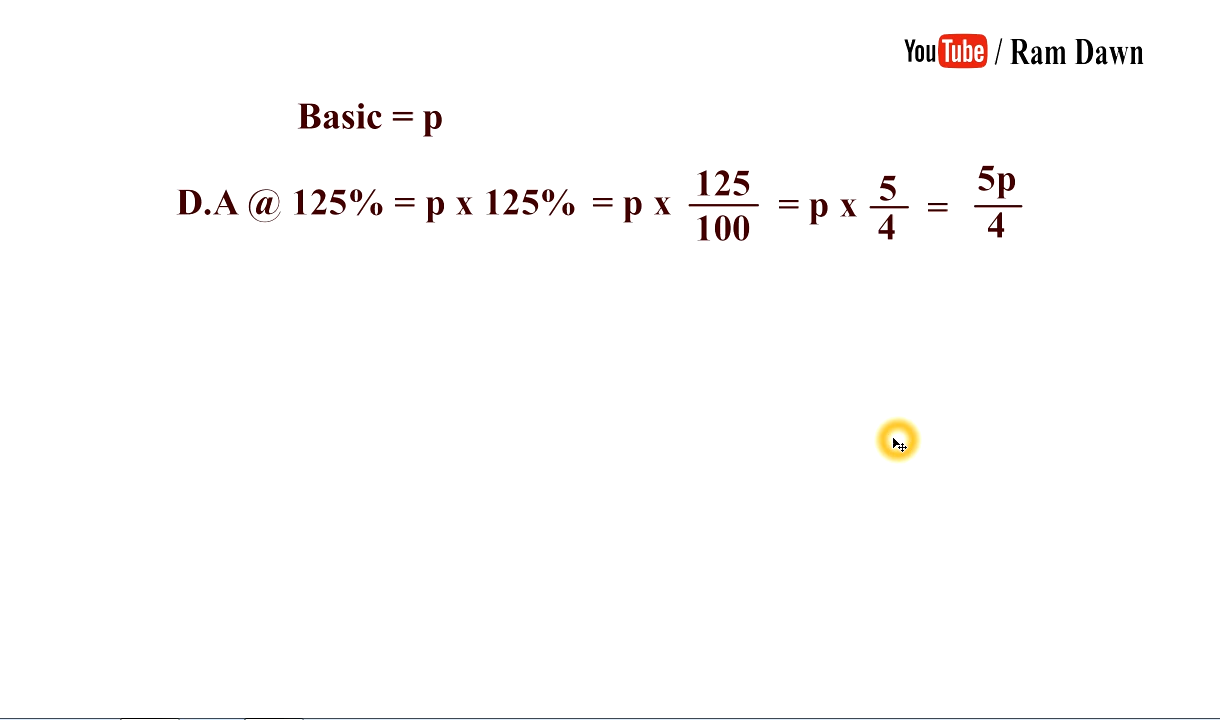 YouTube / Ram Dawn
Basic = p
D.A @ 125% = p x 125% = p x 125/100 = p x 5/4 = 5p/4